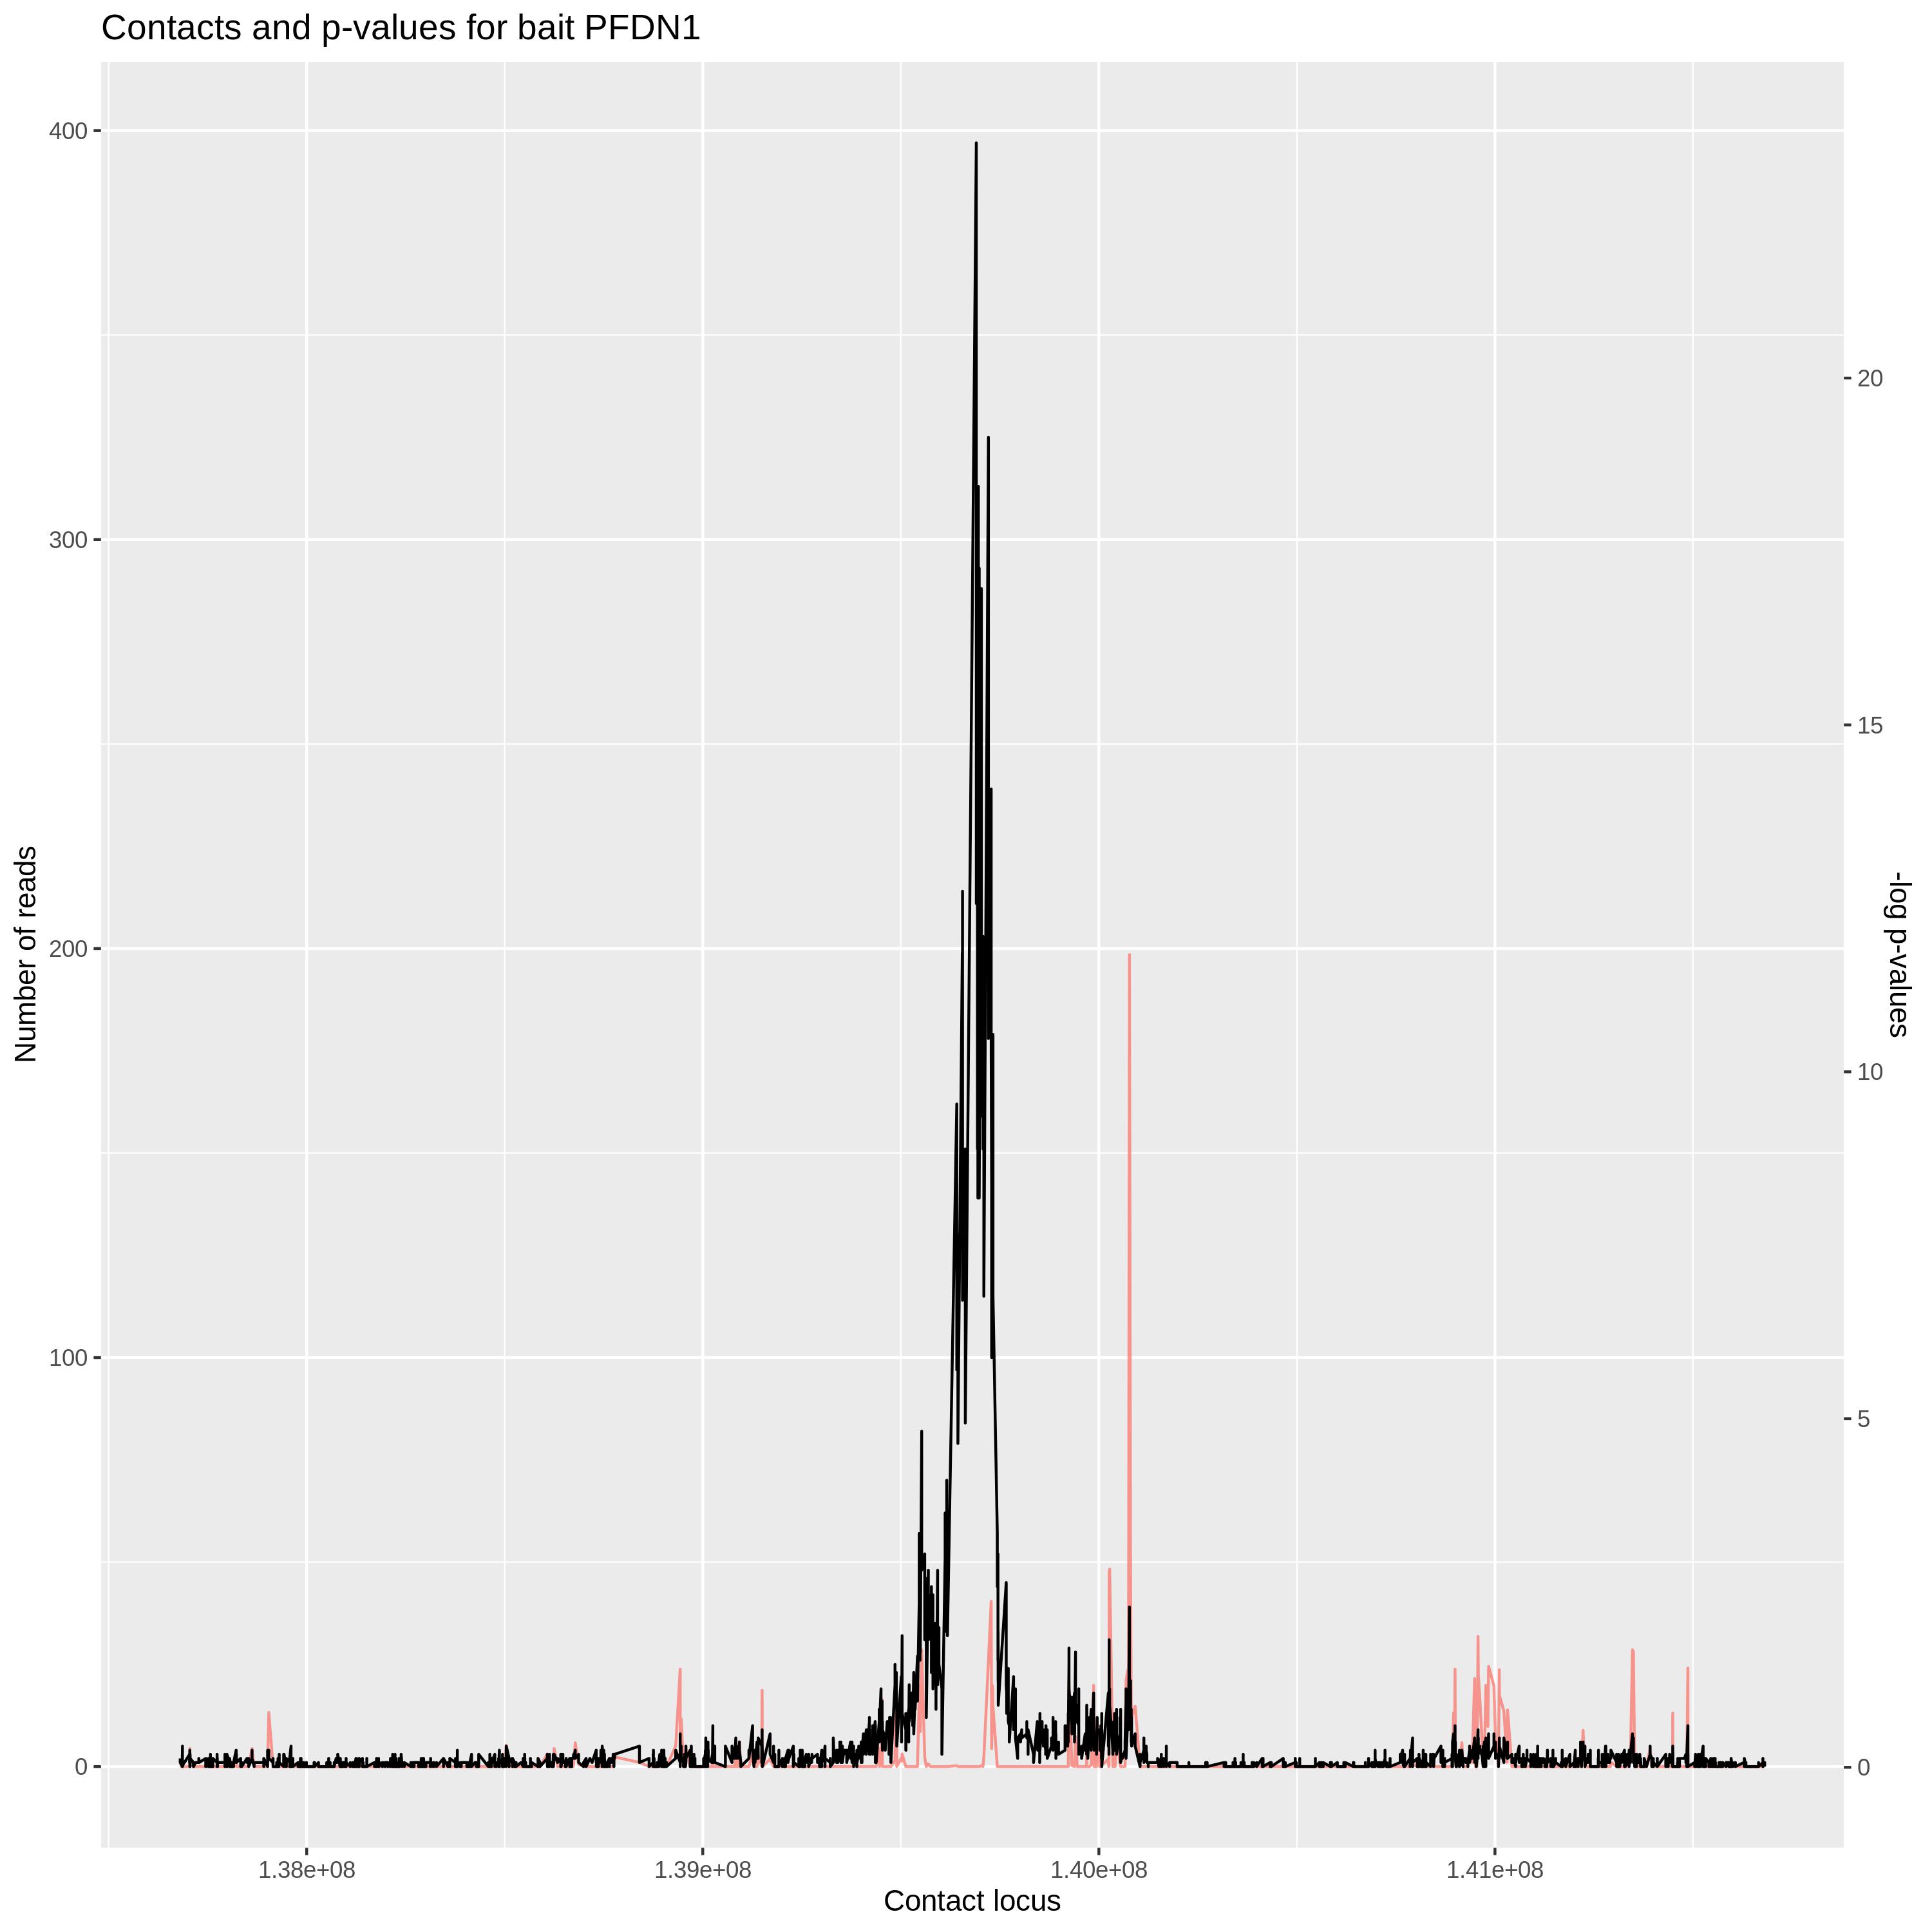 Contacts and p-values for bait PFDN1
400
300
200
100
0
Number of reads
20
15
10
5
0
-log p-values
1.38e+08
1.39e+08
1.40e+08
1.41e+08
Contact locus